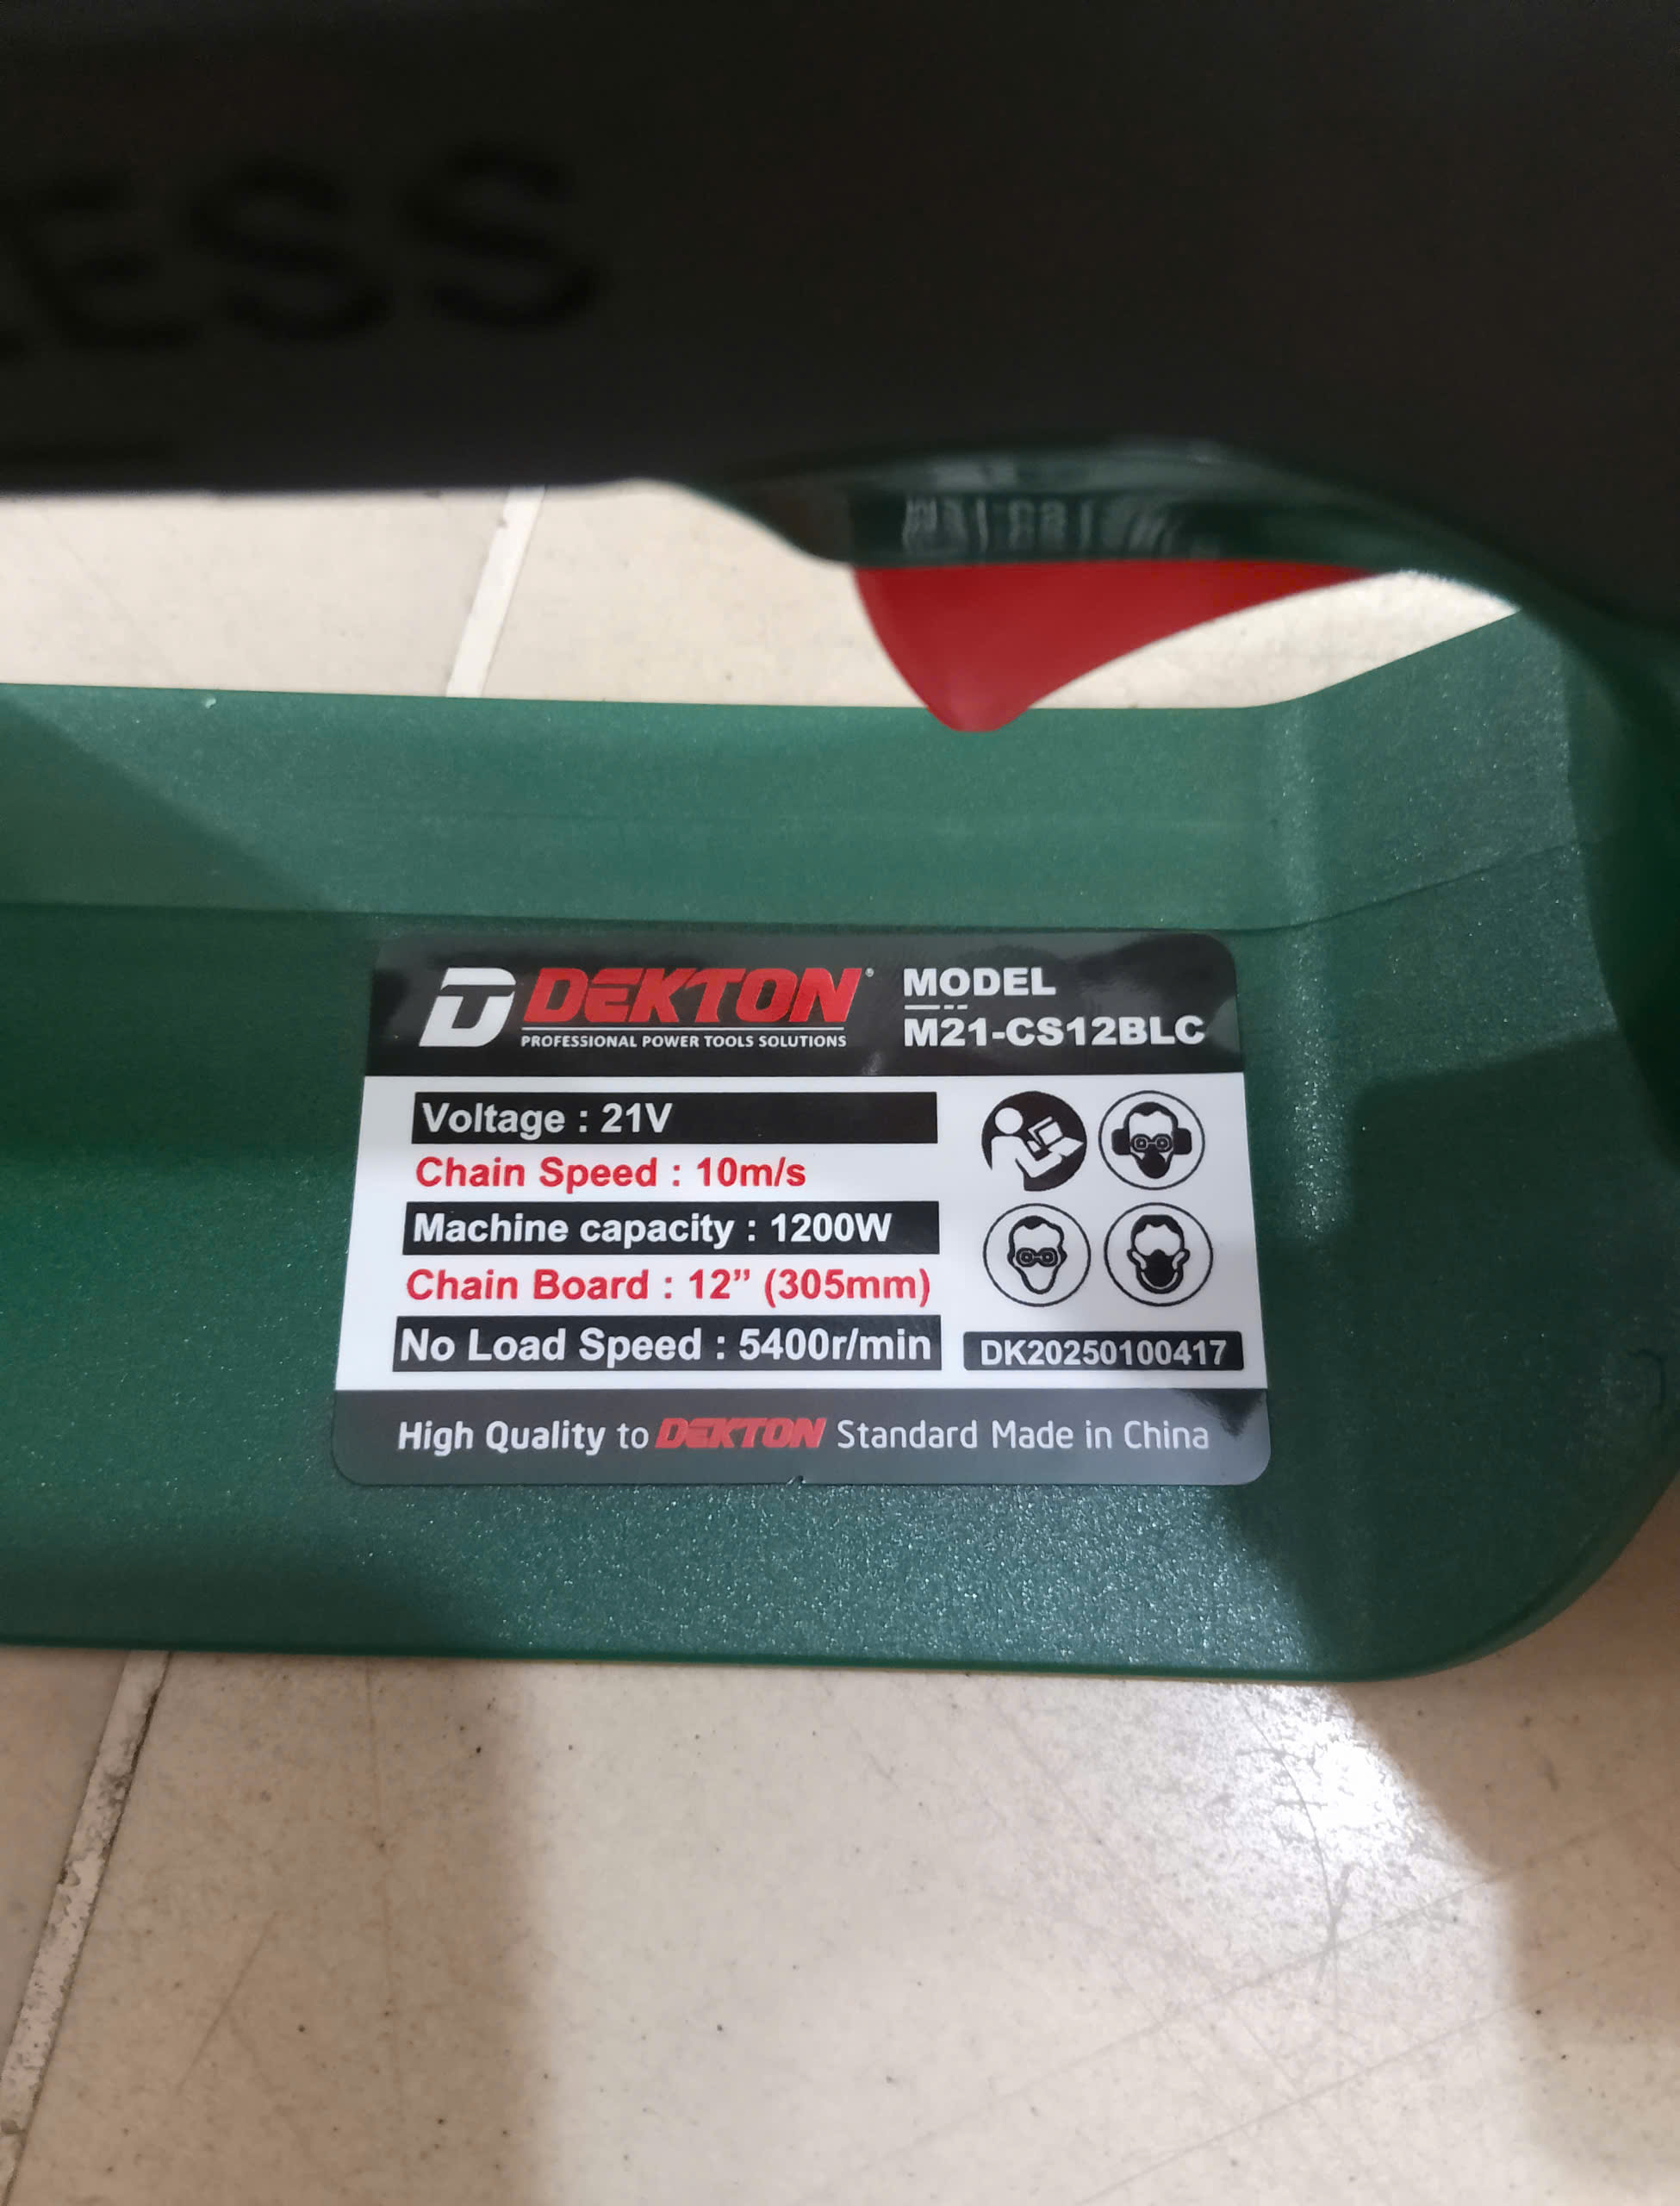 ESS
DEKTON®
PROFESSIONAL POWER TOOLS SOLUTIONS
MODEL
M21-CS12BLC
Voltage : 21V
Chain Speed : 10m/s
Machine capacity : 1200W
Chain Board : 12” (305mm)
No Load Speed : 5400r/min
DK20250100417
High Quality to DEKTON Standard Made in China